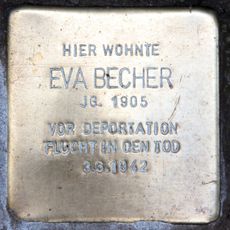 HIER WOHNTE
EVA BECHER
JG. 1905
VOR DEPORTATION
FLUCHT IN DEN TOD
3.3.1942